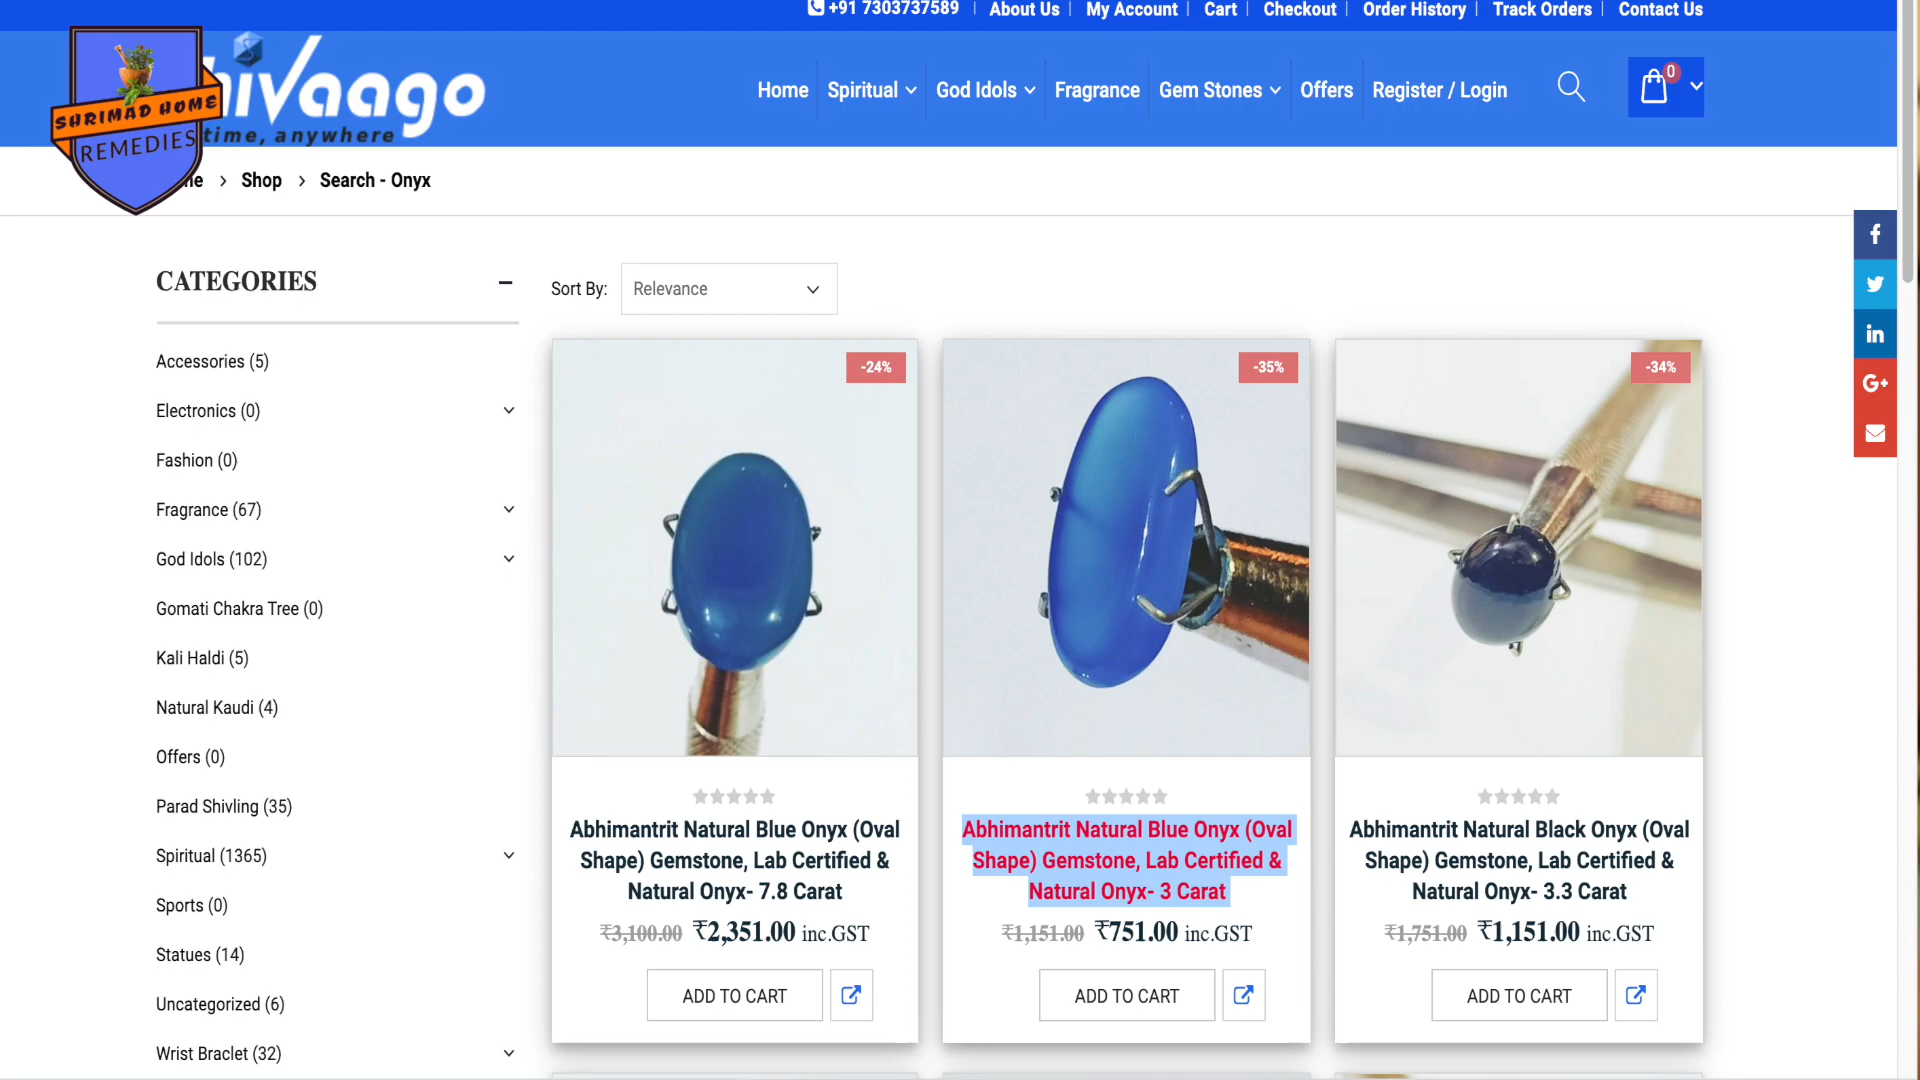 +91 7303737589 | About Us | My Account | Cart | Checkout | Order History | Track Orders | Contact Us
SHRIMAD HOME
REMEDIES
hivaago
time, anywhere
Home Spiritual God Idols Fragrance Gem Stones Offers Register / Login
0
Shop > Search - Onyx
CATEGORIES
Accessories (5)
Electronics (0)
Fashion (0)
Fragrance (67)
God Idols (102)
Gomati Chakra Tree (0)
Kali Haldi (5)
Natural Kaudi (4)
Offers (0)
Parad Shivling (35)
Spiritual (1365)
Sports (0)
Statues (14)
Uncategorized (6)
Wrist Braclet (32)
Sort By: Relevance
-24%
Abhimantrit Natural Blue Onyx (Oval
Shape) Gemstone, Lab Certified &
Natural Onyx- 7.8 Carat
₹3,100.00 ₹2,351.00 inc.GST
ADD TO CART
-35%
Abhimantrit Natural Blue Onyx (Oval
Shape) Gemstone, Lab Certified &
Natural Onyx- 3 Carat
₹1,151.00 ₹751.00 inc.GST
ADD TO CART
-34%
Abhimantrit Natural Black Onyx (Oval
Shape) Gemstone, Lab Certified &
Natural Onyx- 3.3 Carat
₹1,751.00 ₹1,151.00 inc.GST
ADD TO CART
f
in
G+